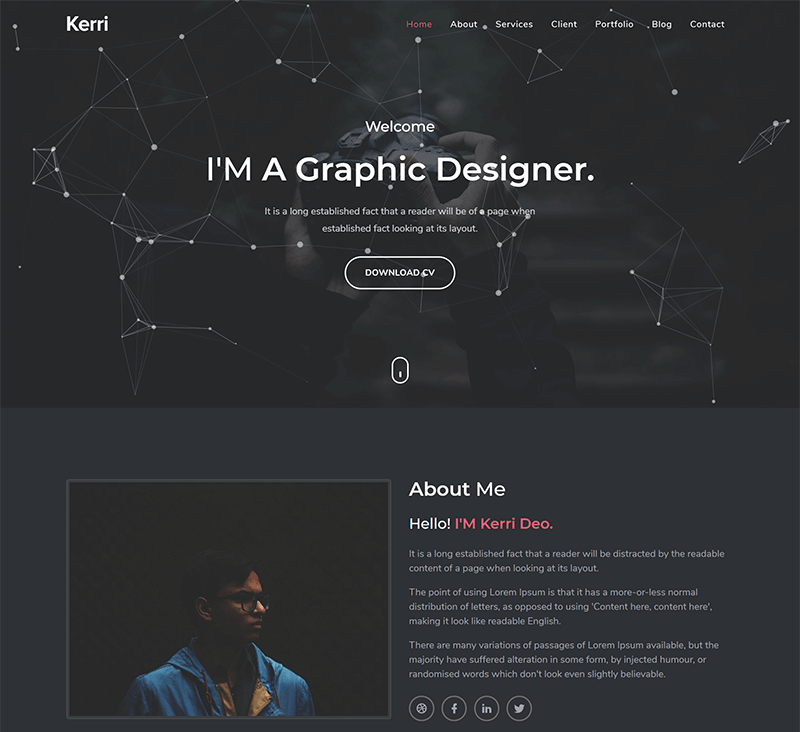 Kerri
Home About Services Client Portfolio Blog Contact
Welcome
I'M A Graphic Designer.
It is a long established fact that a reader will be of a page when
established fact looking at its layout.
DOWNLOAD CV
About Me
Hello! I'M Kerri Deo.
It is a long established fact that a reader will be distracted by the readable
content of a page when looking at its layout.
The point of using Lorem Ipsum is that it has a more-or-less normal
distribution of letters, as opposed to using 'Content here, content here',
making it look like readable English.
There are many variations of passages of Lorem Ipsum available, but the
majority have suffered alteration in some form, by injected humour, or
randomised words which don't look even slightly believable.